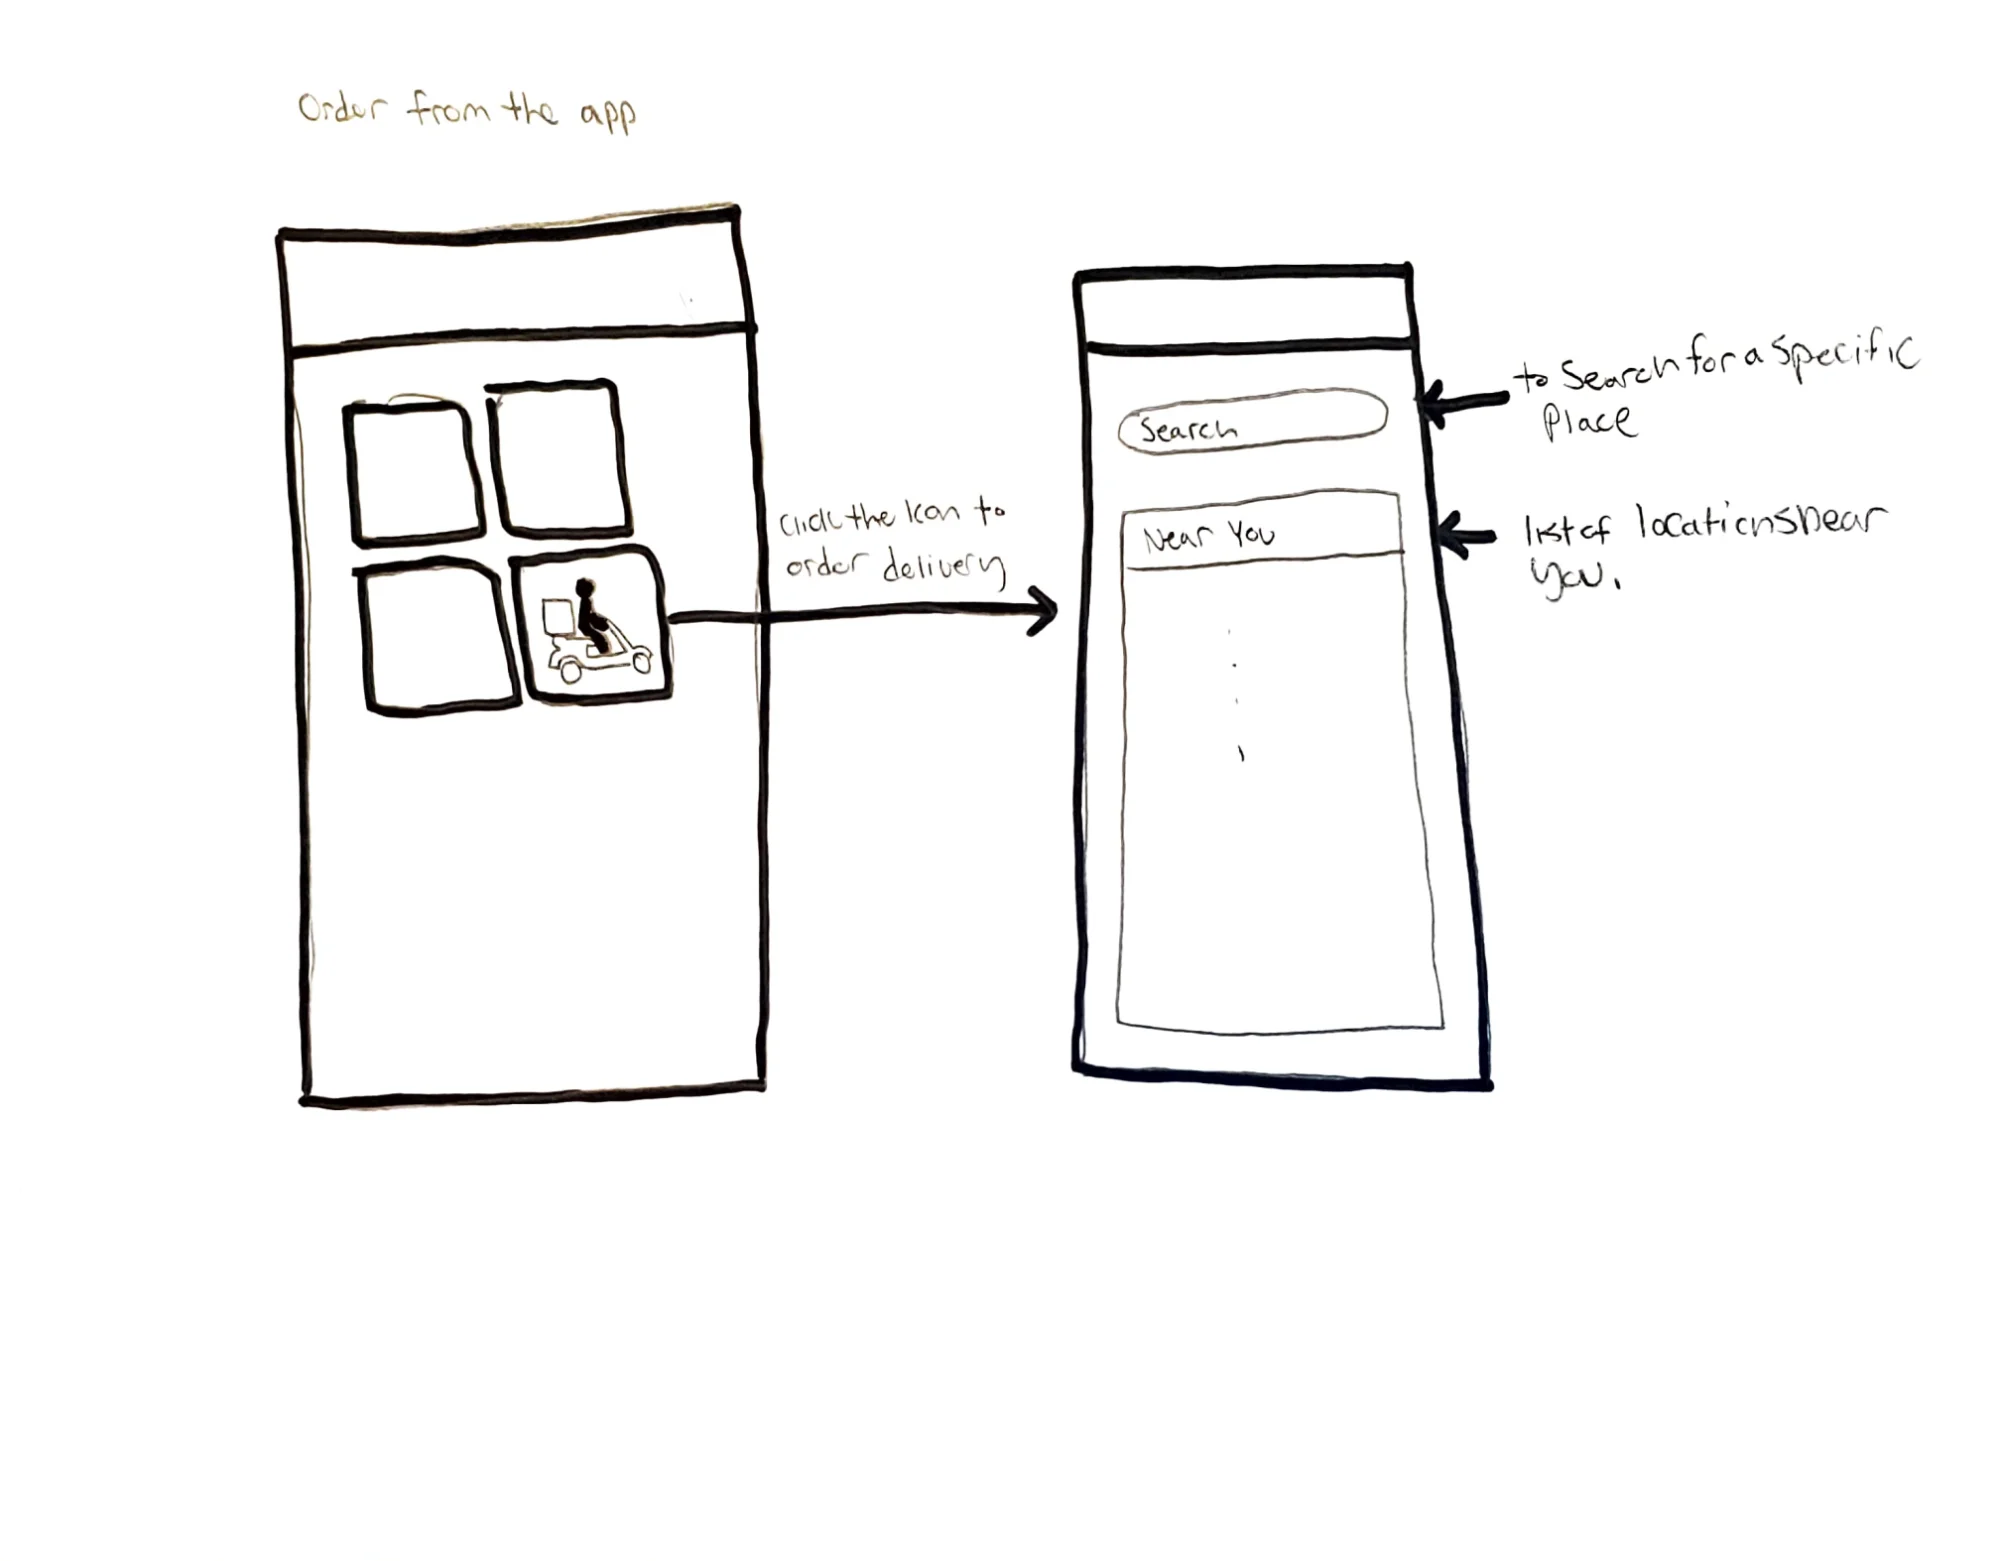 Order from the app
Click the Icon to
order delivery
Search
Near You
to Search for a specific
Place
list of locations near
you.